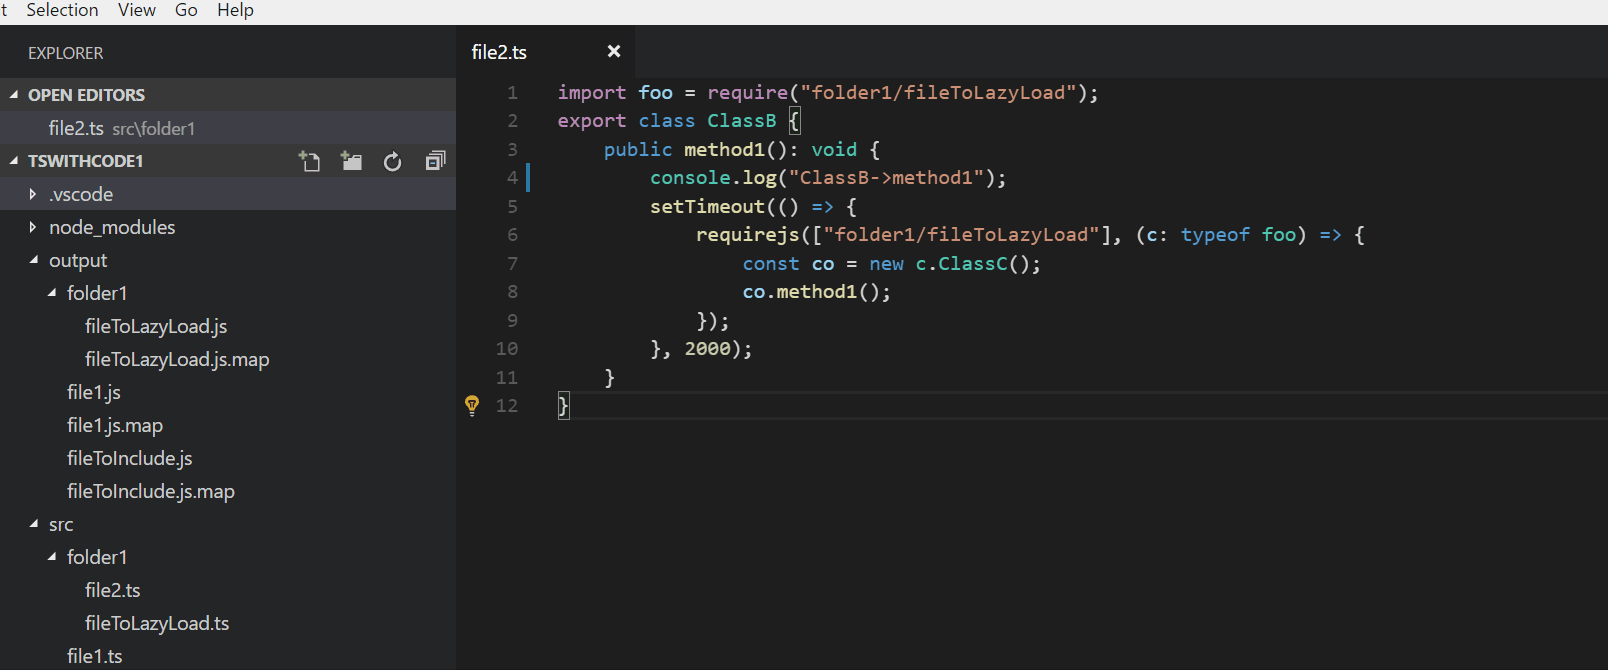 t Selection View Go Help
EXPLORER
OPEN EDITORS
file2.ts src\folder1
TSWITHCODE1
.vscode
node_modules
output
folder1
fileToLazyLoad.js
fileToLazyLoad.js.map
file1.js
file1.js.map
fileToInclude.js
fileToInclude.js.map
src
folder1
file2.ts
fileToLazyLoad.ts
file1.ts
file2.ts ×
1 import foo = require("folder1/fileToLazyLoad");
2 export class ClassB {
3     public method1(): void {
4         console.log("ClassB->method1");
5         setTimeout(() => {
6             requirejs(["folder1/fileToLazyLoad"], (c: typeof foo) => {
7                 const co = new c.ClassC();
8                 co.method1();
9             });
10         }, 2000);
11     }
12 }